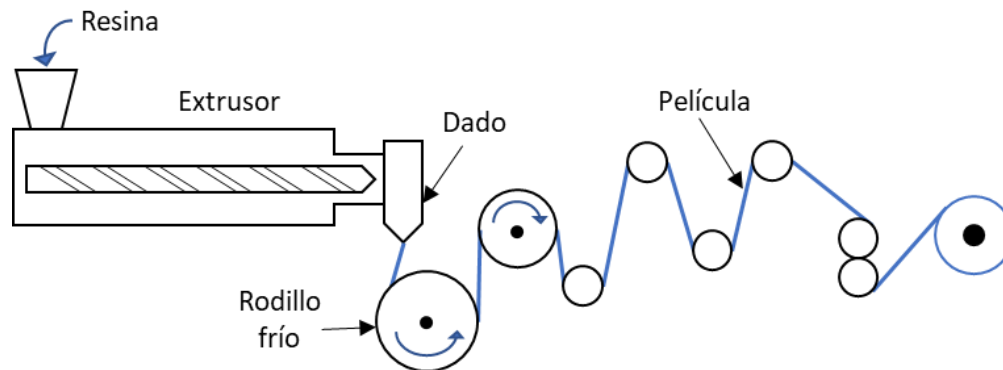 Resina
Extrusor
Dado
Película
Rodillo
frío